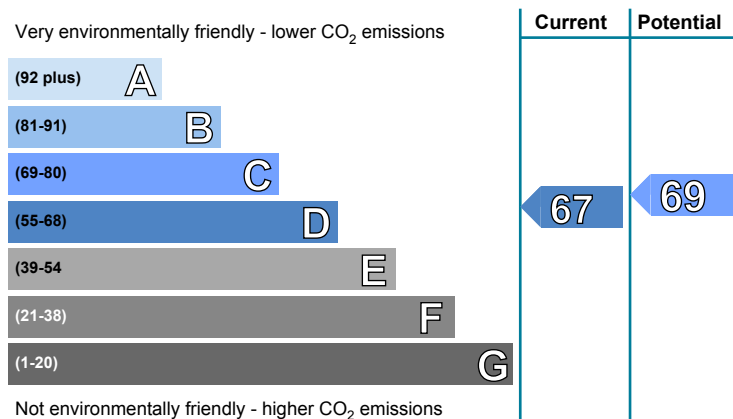 Very environmentally friendly - lower CO₂ emissions
Current
Potential
(92 plus) A
(81-91) B
(69-80) C
(55-68) D
(39-54 E
(21-38) F
(1-20) G
67
69
Not environmentally friendly - higher CO₂ emissions